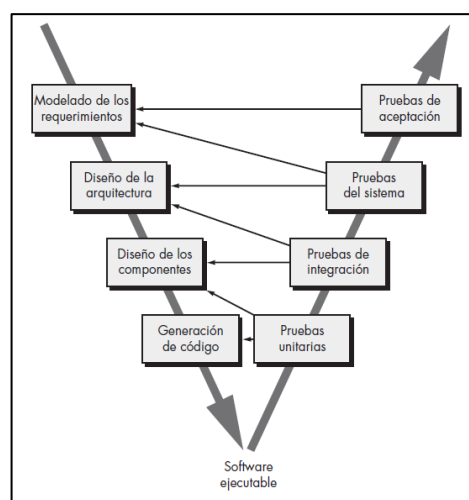 Modelado de los
requerimientos
Pruebas de
aceptación
Diseño de la
arquitectura
Pruebas
del sistema
Diseño de los
componentes
Pruebas de
integración
Generación
de código
Pruebas
unitarias
Software
ejecutable